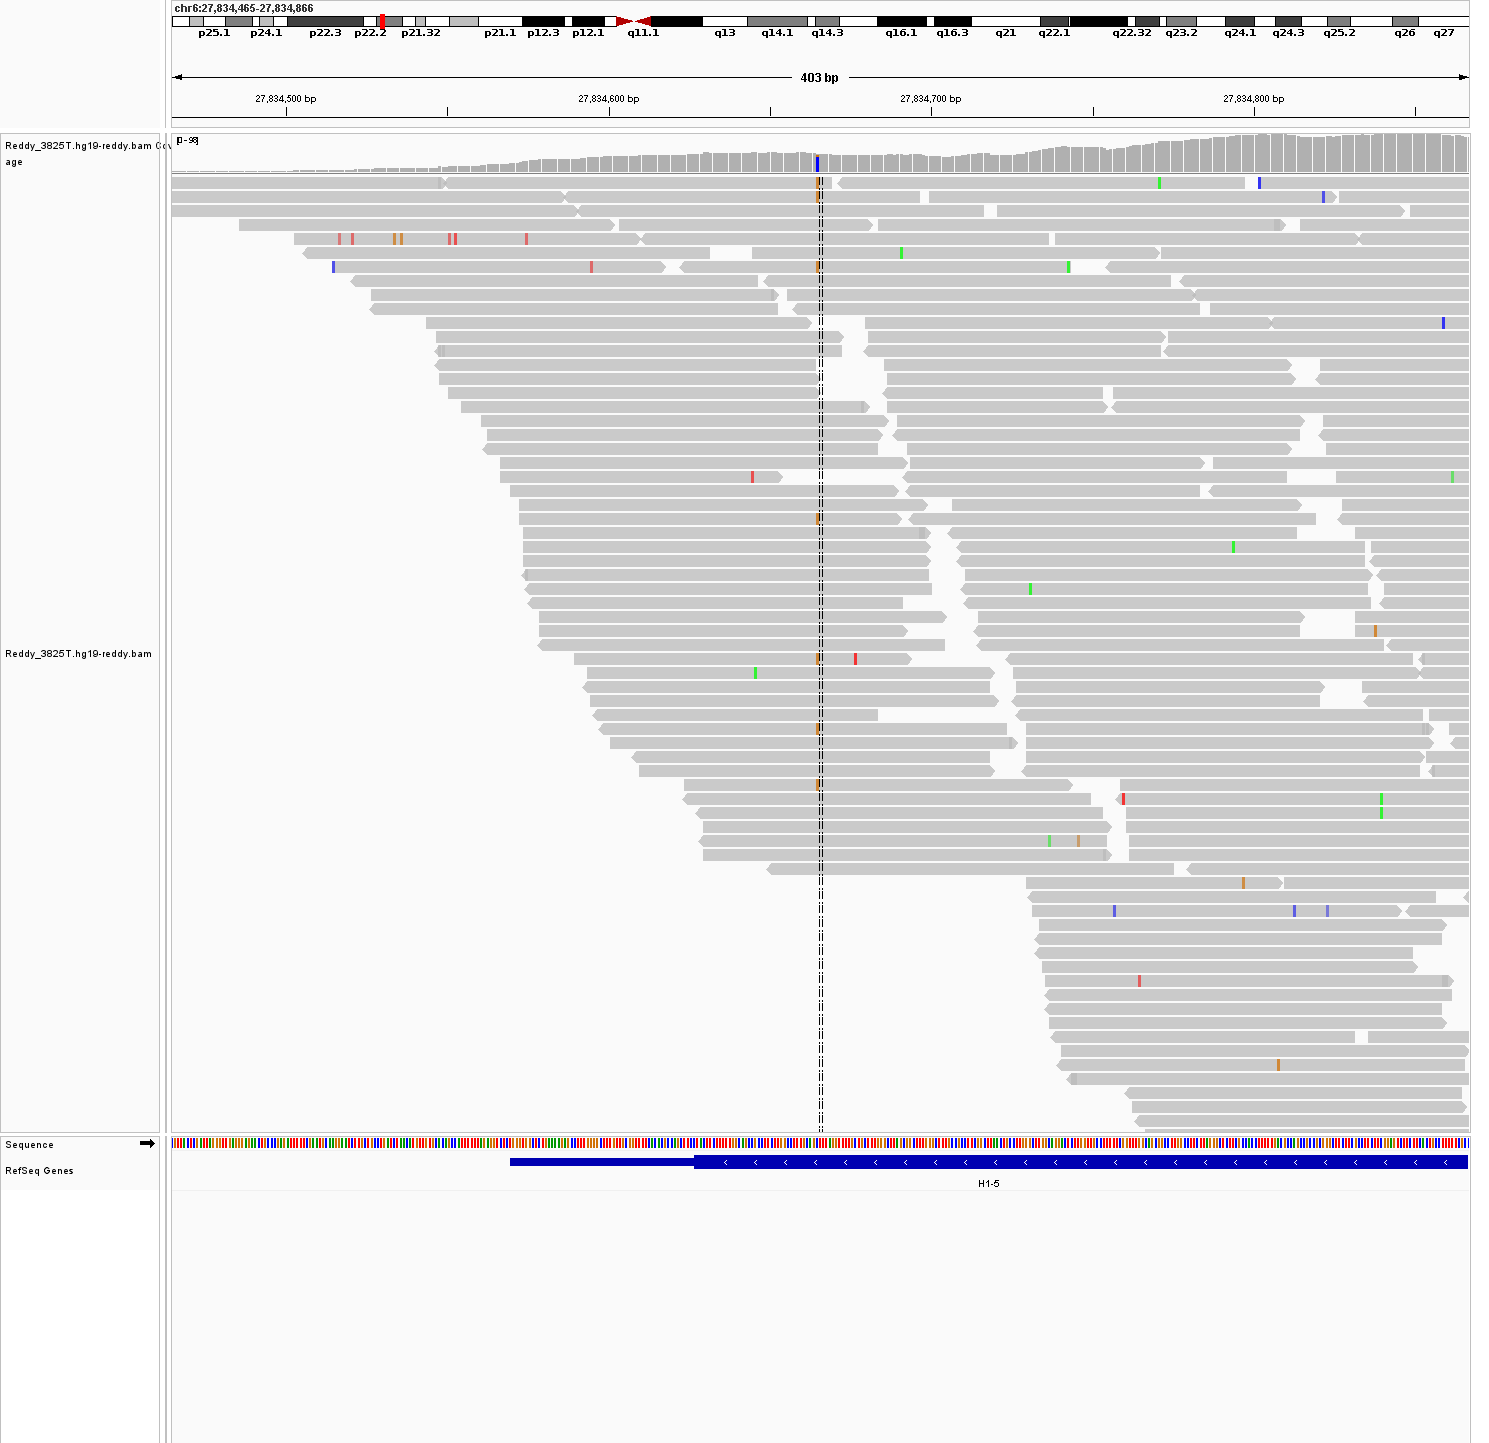 chr6:27,834,465-27,834,866
p25.1 p24.1 p22.3 p22.2 p21.32 p21.1 p12.3 p12.1 q11.1 q13 q14.1 q14.3 q16.1 q16.3 q21 q22.1 q22.32 q23.2 q24.1 q24.3 q25.2 q26 q27
403 bp
27,834,500 bp 27,834,600 bp 27,834,700 bp 27,834,800 bp
Reddy_3825T.hg19-reddy.bam Cov
age
[0-98]
Reddy_3825T.hg19-reddy.bam
Sequence
RefSeq Genes
H1-5